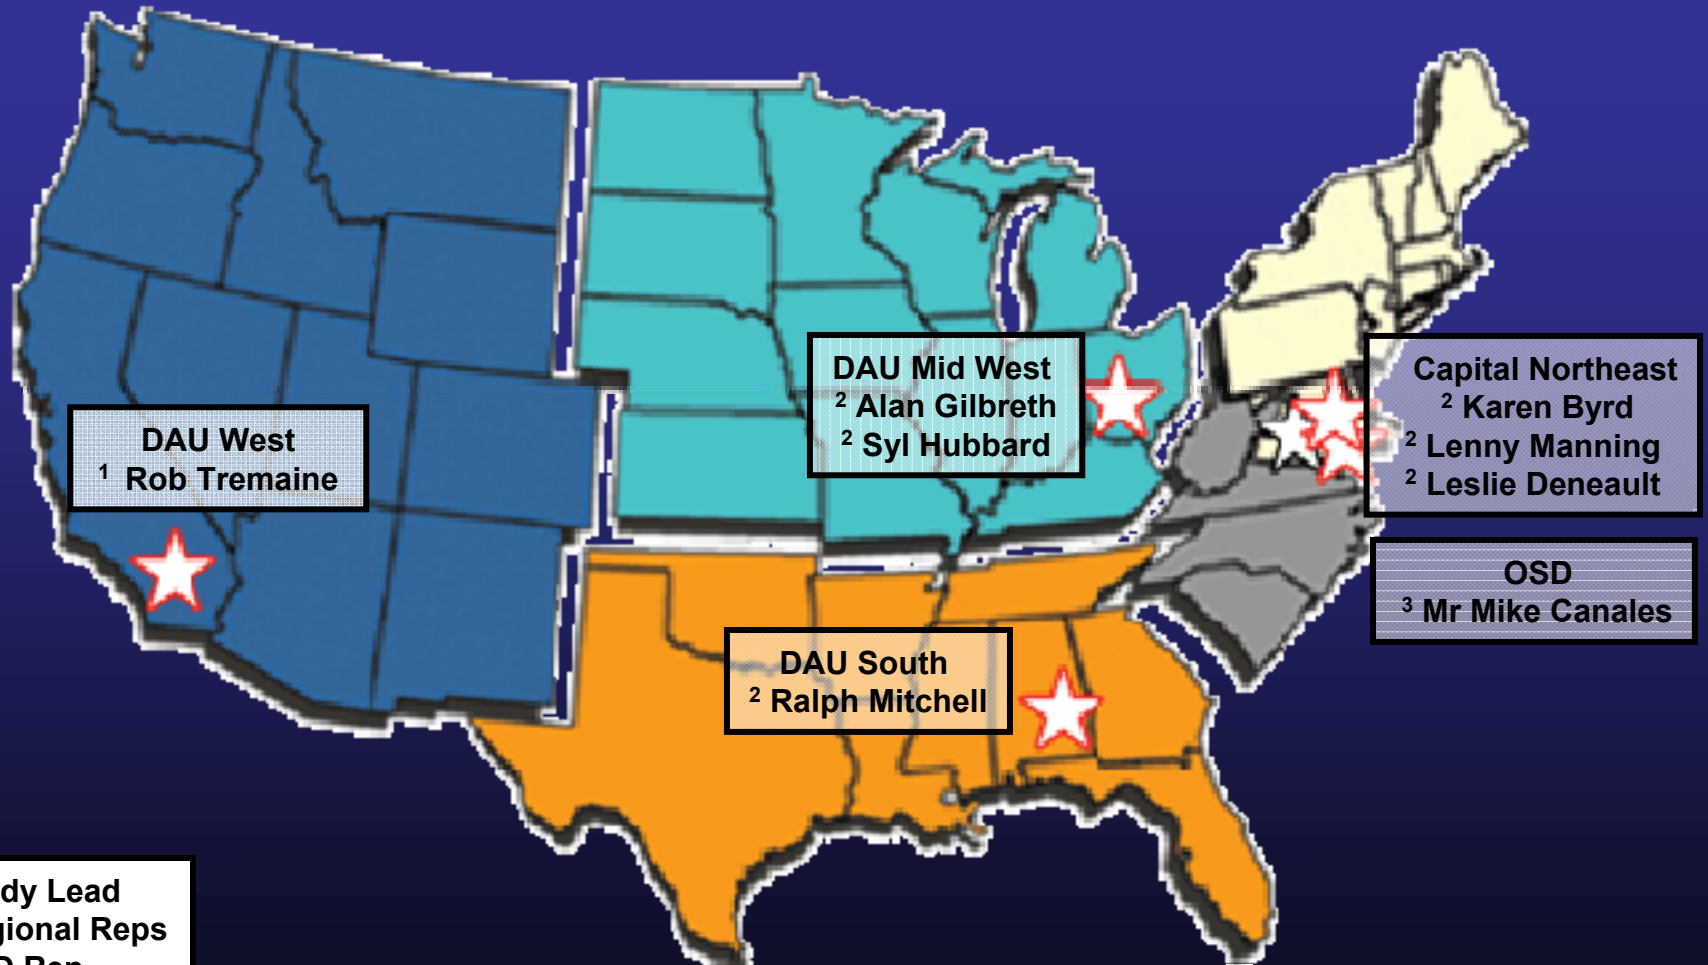 DAU West
1 Rob Tremaine
DAU Mid West
2 Alan Gilbreth
2 Syl Hubbard
Capital Northeast
2 Karen Byrd
2 Lenny Manning
2 Leslie Deneault
OSD
3 Mr Mike Canales
DAU South
2 Ralph Mitchell
dy Lead
gional Reps
D Rep